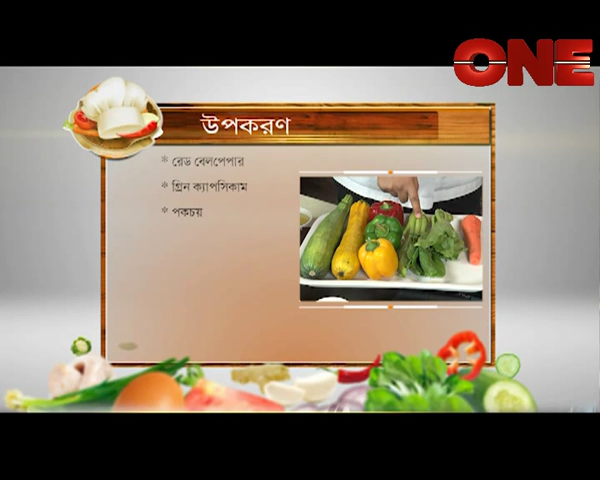 ONE
উপকরণ
* রেড বেলপেপার
* গ্রিন ক্যাপসিকাম
* পকচয়